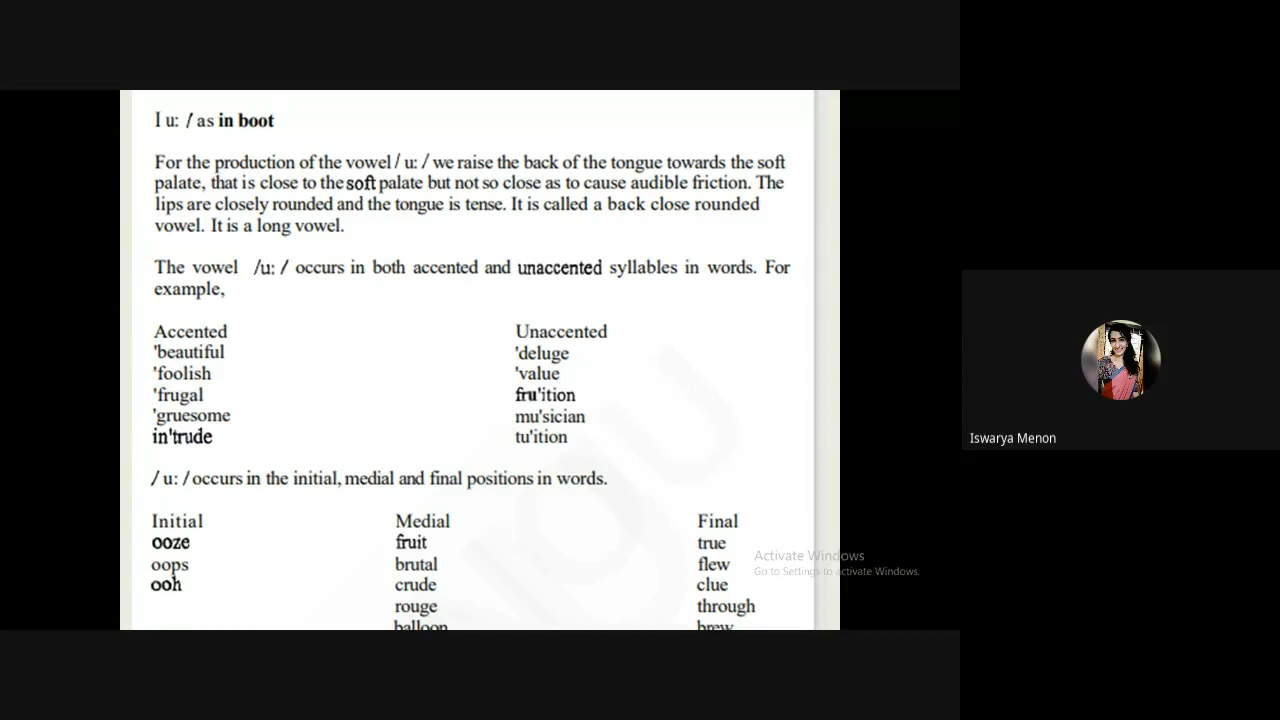 I u: / as in boot
For the production of the vowel / u: / we raise the back of the tongue towards the soft
palate, that is close to the soft palate but not so close as to cause audible friction. The
lips are closely rounded and the tongue is tense. It is called a back close rounded
vowel. It is a long vowel.
The vowel /u: / occurs in both accented and unaccented syllables in words. For
example,
Accented Unaccented
'beautiful 'deluge
'foolish 'value
'frugal fru'ition
'gruesome mu'sician
in'trude tu'ition
/ u: / occurs in the initial, medial and final positions in words.
Initial Medial Final
ooze fruit true
oops brutal flew
ooh crude clue
rouge through
balloon brew
Activate Windows
Go to Settings to activate Windows.
Iswarya Menon